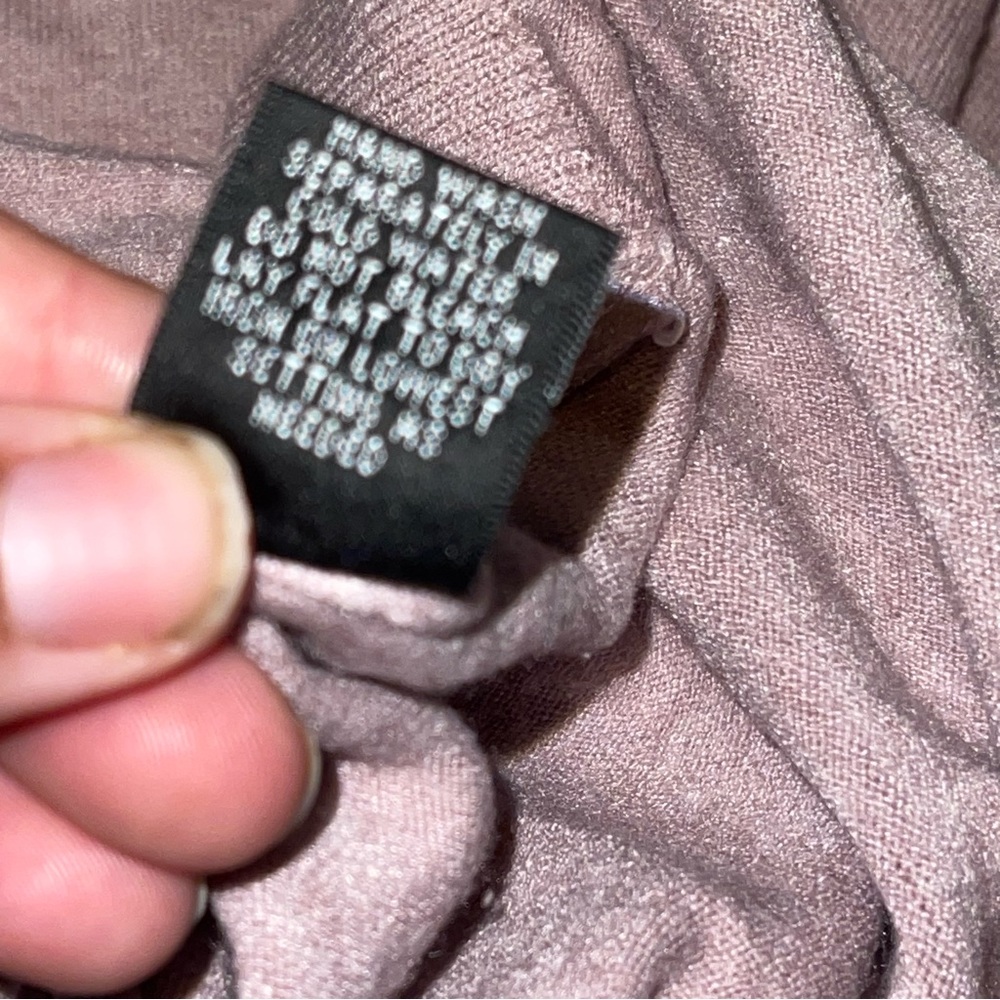 HAND WASH
SEPARATELY IN
COLD WATER
DO NOT BLEACH
LAY FLAT TO DRY
IRON ON LOWEST
SETTING AS
NEEDED